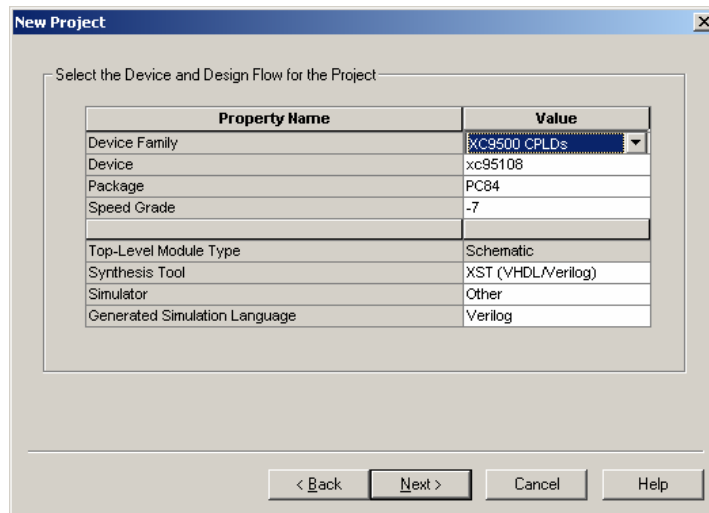 New Project
Select the Device and Design Flow for the Project
Property Name Value
Device Family XC9500 CPLDs
Device xc95108
Package PC84
Speed Grade -7
Top-Level Module Type Schematic
Synthesis Tool XST (VHDL/Verilog)
Simulator Other
Generated Simulation Language Verilog
< Back Next > Cancel Help